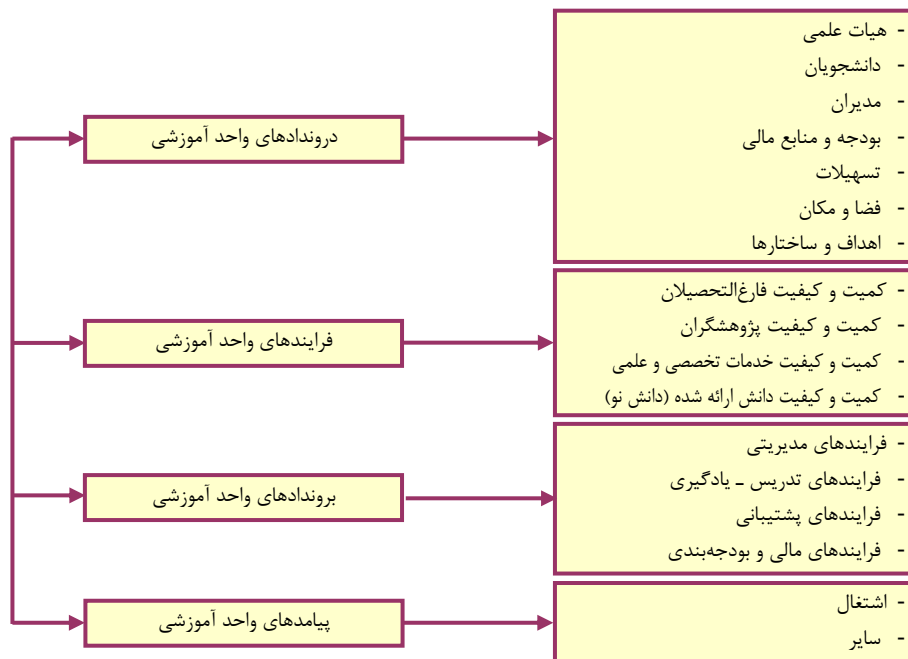 دروندادهای واحد آموزشی
- هیات علمی
- دانشجویان
- مدیران
- بودجه و منابع مالی
- تسهیلات
- فضا و مکان
- اهداف و ساختارها
فرایندهای واحد آموزشی
- کمیت و کیفیت فارغ‌التحصیلان
- کمیت و کیفیت پژوهشگران
- کمیت و کیفیت خدمات تخصصی و علمی
- کمیت و کیفیت دانش ارائه شده (دانش نو)
بروندادهای واحد آموزشی
- فرایندهای مدیریتی
- فرایندهای تدریس ـ یادگیری
- فرایندهای پشتیبانی
- فرایندهای مالی و بودجه‌بندی
پیامدهای واحد آموزشی
- اشتغال
- سایر